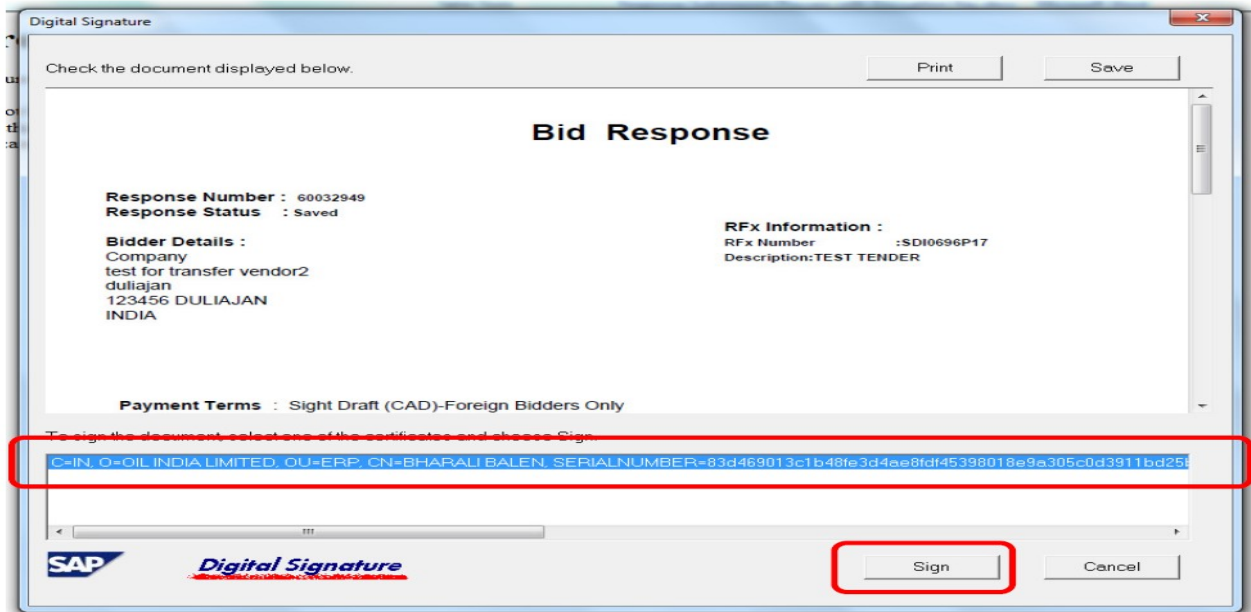 Digital Signature
Check the document displayed below.
Print
Save
Bid Response
Response Number : 60032949
Response Status : Saved
RFx Information :
Bidder Details :
RFx Number :SDI0696P17
Company
Description:TEST TENDER
test for transfer vendor2
duliajan
123456 DULIAJAN
INDIA
Payment Terms : Sight Draft (CAD)-Foreign Bidders Only
To sign the document, select one of the certificates and choose Sign.
C=IN, O=OIL INDIA LIMITED, OU=ERP, CN=BHARALI BALEN, SERIALNUMBER=83d469013c1b48fe3d4ae8fdf45398018e9a305c0d3911bd25
SAP
Digital Signature
Sign
Cancel